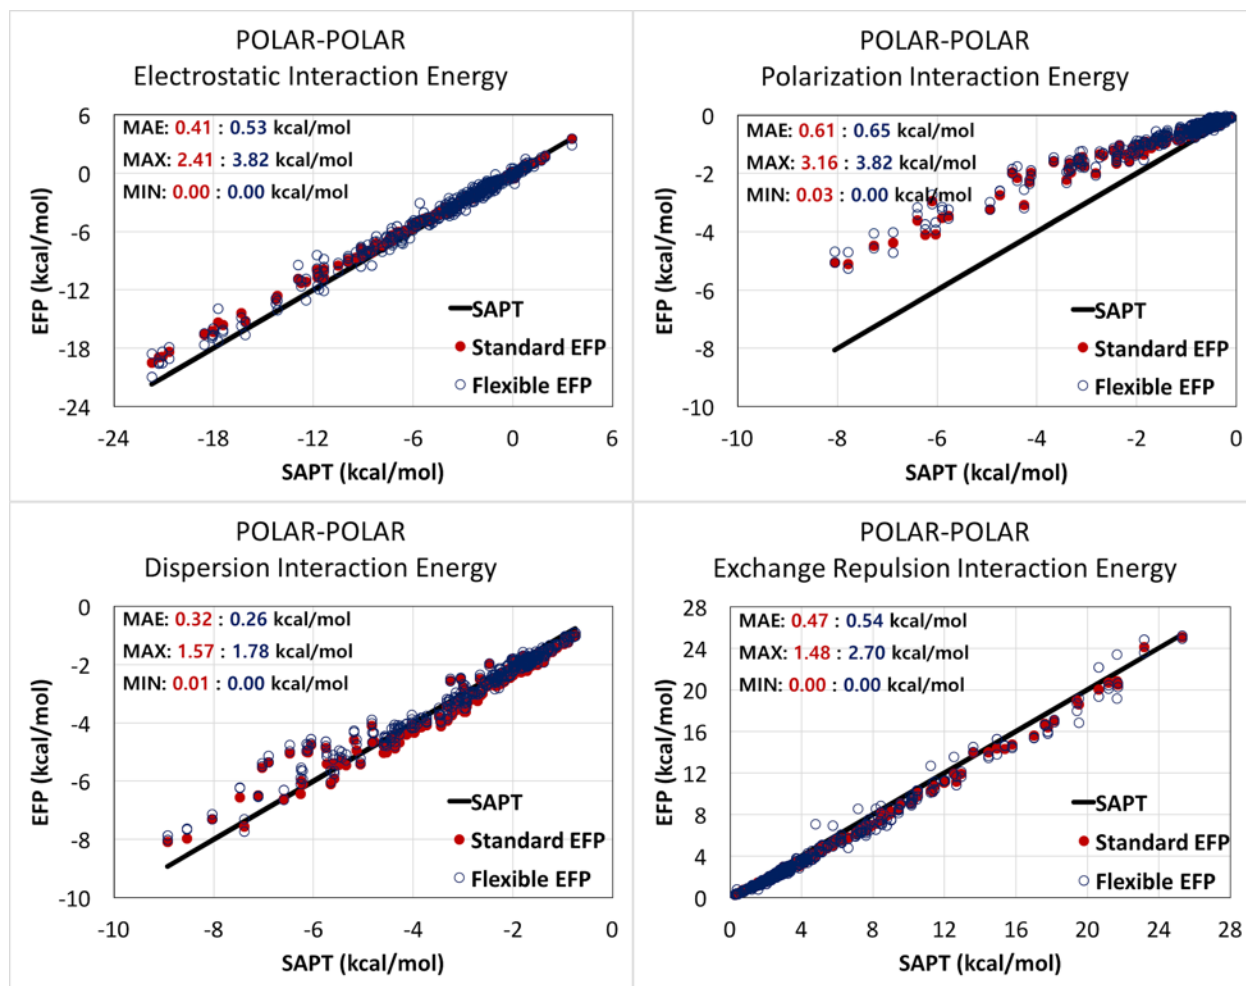 POLAR-POLAR
Electrostatic Interaction Energy
MAE: 0.41 : 0.53 kcal/mol
MAX: 2.41 : 3.82 kcal/mol
MIN: 0.00 : 0.00 kcal/mol
6
0
-6
-12
-18
-24
EFP (kcal/mol)
SAPT
Standard EFP
Flexible EFP
-24 -18 -12 -6 0 6
SAPT (kcal/mol)
POLAR-POLAR
Polarization Interaction Energy
MAE: 0.61 : 0.65 kcal/mol
MAX: 3.16 : 3.82 kcal/mol
MIN: 0.03 : 0.00 kcal/mol
0
-2
-4
-6
-8
-10
EFP (kcal/mol)
SAPT
Standard EFP
Flexible EFP
-10 -8 -6 -4 -2 0
SAPT (kcal/mol)
POLAR-POLAR
Dispersion Interaction Energy
MAE: 0.32 : 0.26 kcal/mol
MAX: 1.57 : 1.78 kcal/mol
MIN: 0.01 : 0.00 kcal/mol
0
-2
-4
-6
-8
-10
EFP (kcal/mol)
SAPT
Standard EFP
Flexible EFP
-10 -8 -6 -4 -2 0
SAPT (kcal/mol)
POLAR-POLAR
Exchange Repulsion Interaction Energy
MAE: 0.47 : 0.54 kcal/mol
MAX: 1.48 : 2.70 kcal/mol
MIN: 0.00 : 0.00 kcal/mol
28
24
20
16
12
8
4
0
EFP (kcal/mol)
SAPT
Standard EFP
Flexible EFP
0 4 8 12 16 20 24 28
SAPT (kcal/mol)